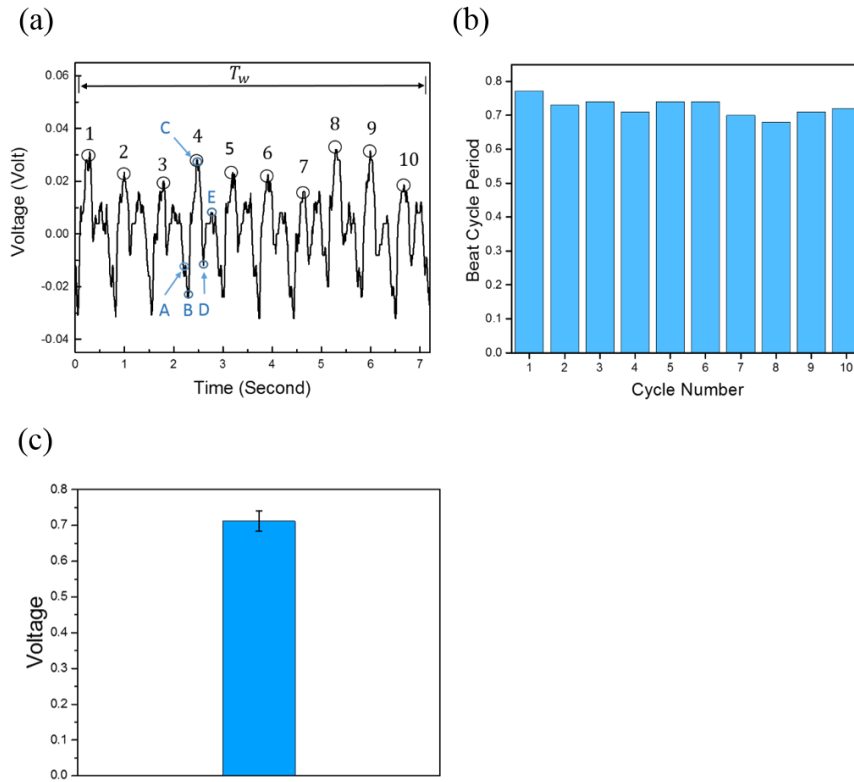 (a)
T_w
0.06
0.04
0.02
0.00
-0.02
-0.04
Voltage (Volt)
1 2 3 4 5 6 7 8 9 10
C
E
A B D
0 1 2 3 4 5 6 7
Time (Second)
(b)
0.8
0.7
0.6
0.5
0.4
0.3
0.2
0.1
0.0
Beat Cycle Period
1 2 3 4 5 6 7 8 9 10
Cycle Number
(c)
0.8
0.7
0.6
0.5
0.4
0.3
0.2
0.1
0.0
Voltage